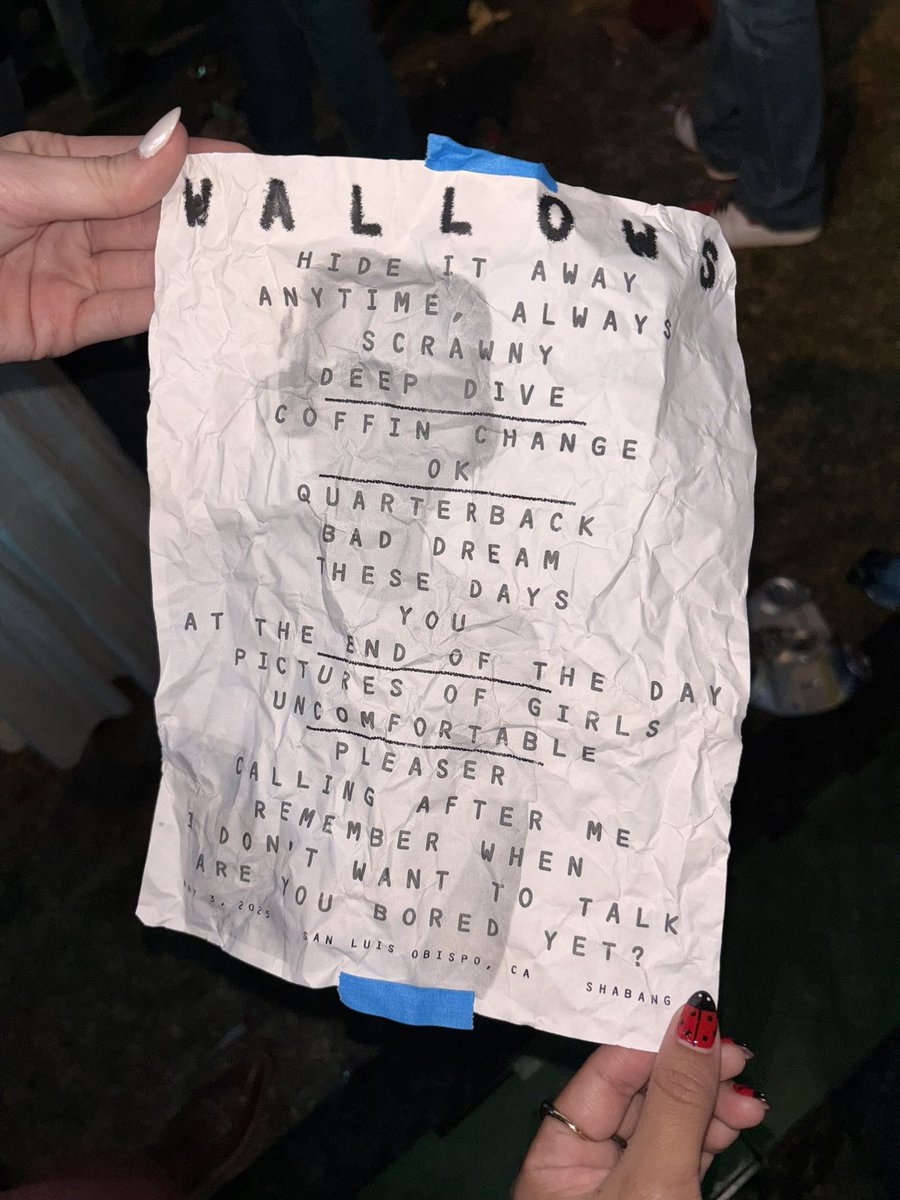 WALLOWS
HIDE IT AWAY
ANYTIME, ALWAYS
SCRAWNY
DEEP DIVE
COFFIN CHANGE
OK
QUARTERBACK
BAD DREAM
THESE DAYS
YOU
AT THE END OF THE DAY
PICTURES OF GIRLS
UNCOMFORTABLE
PLEASER
CALLING AFTER ME
REMEMBER WHEN
I DON'T WANT TO TALK
ARE YOU BORED YET?
MAY 3, 2025
SAN LUIS OBISPO, CA
SHABANG